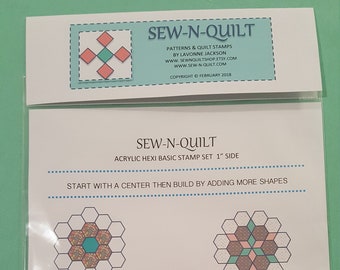 SEW-N-QUILT
PATTERNS & QUILT STAMPS
BY LAVONNE JACKSON
WWW.SEWNQUILTSHOP.ETSY.COM
WWW.SEW-N-QUILT.COM
COPYRIGHT © FEBRUARY 2018
SEW-N-QUILT
ACRYLIC HEXI BASIC STAMP SET 1" SIDE
START WITH A CENTER THEN BUILD BY ADDING MORE SHAPES